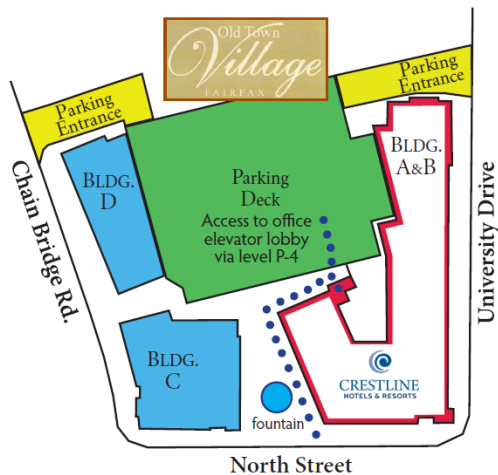 Old Town
Village
FAIRFAX
Parking
Entrance
Parking
Entrance
BLDG.
D
Parking
Deck
Access to office
elevator lobby
via level P-4
BLDG.
A&B
Chain Bridge Rd.
University Drive
BLDG.
C
fountain
CRESTLINE
HOTELS & RESORTS
North Street